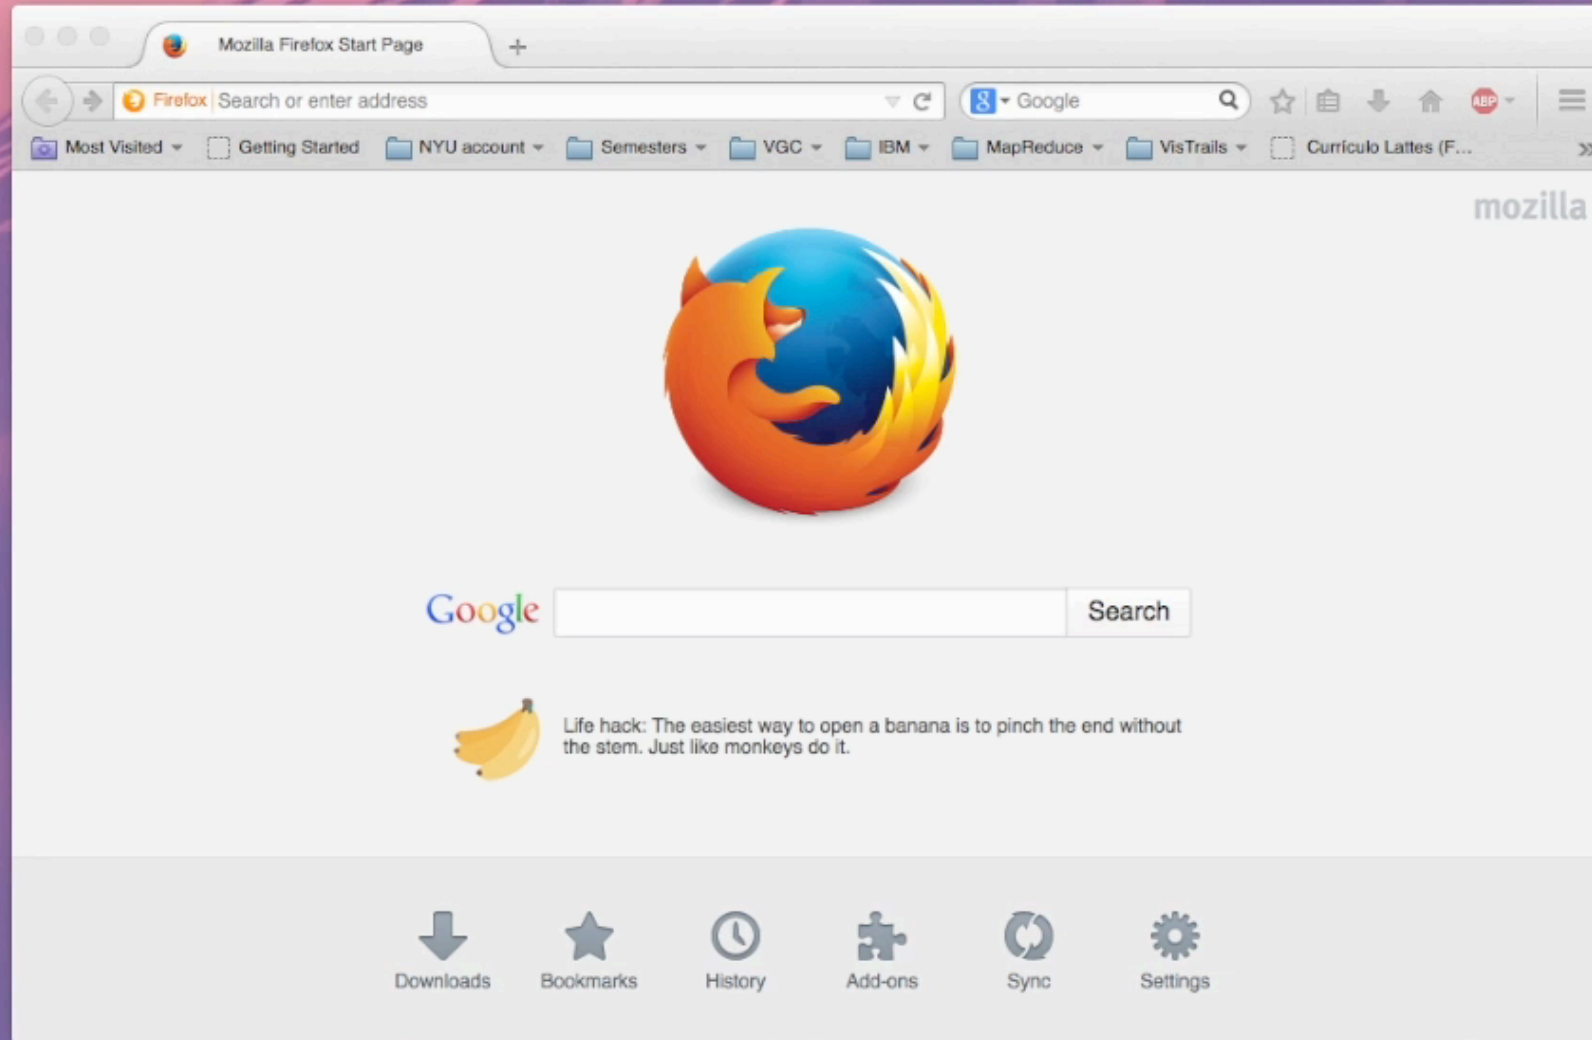 Mozilla Firefox Start Page
Firefox Search or enter address
Google
ABP
Most Visited Getting Started NYU account Semesters VGC IBM MapReduce VisTrails Currículo Lattes (F...
mozilla
Google Search
Life hack: The easiest way to open a banana is to pinch the end without
the stem. Just like monkeys do it.
Downloads Bookmarks History Add-ons Sync Settings